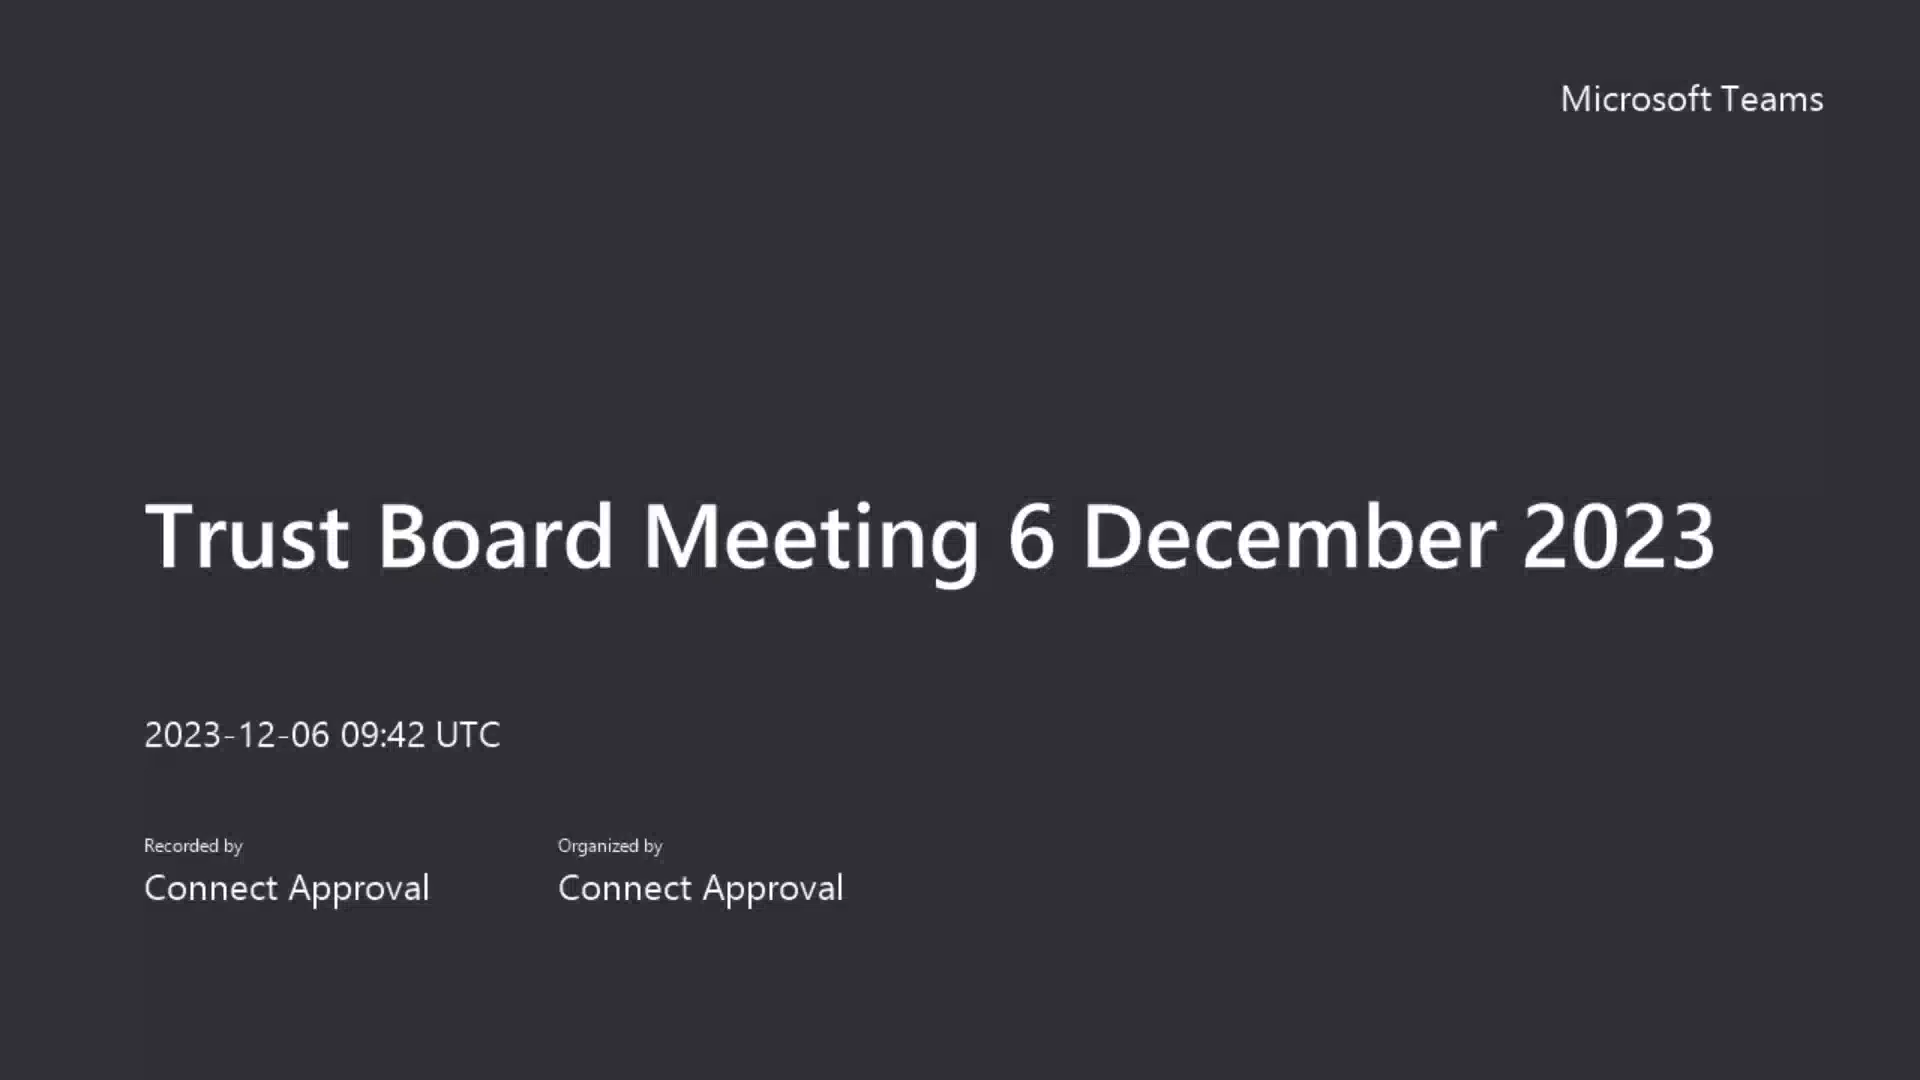 Microsoft Teams
Trust Board Meeting 6 December 2023
2023-12-06 09:42 UTC
Recorded by
Connect Approval
Organized by
Connect Approval